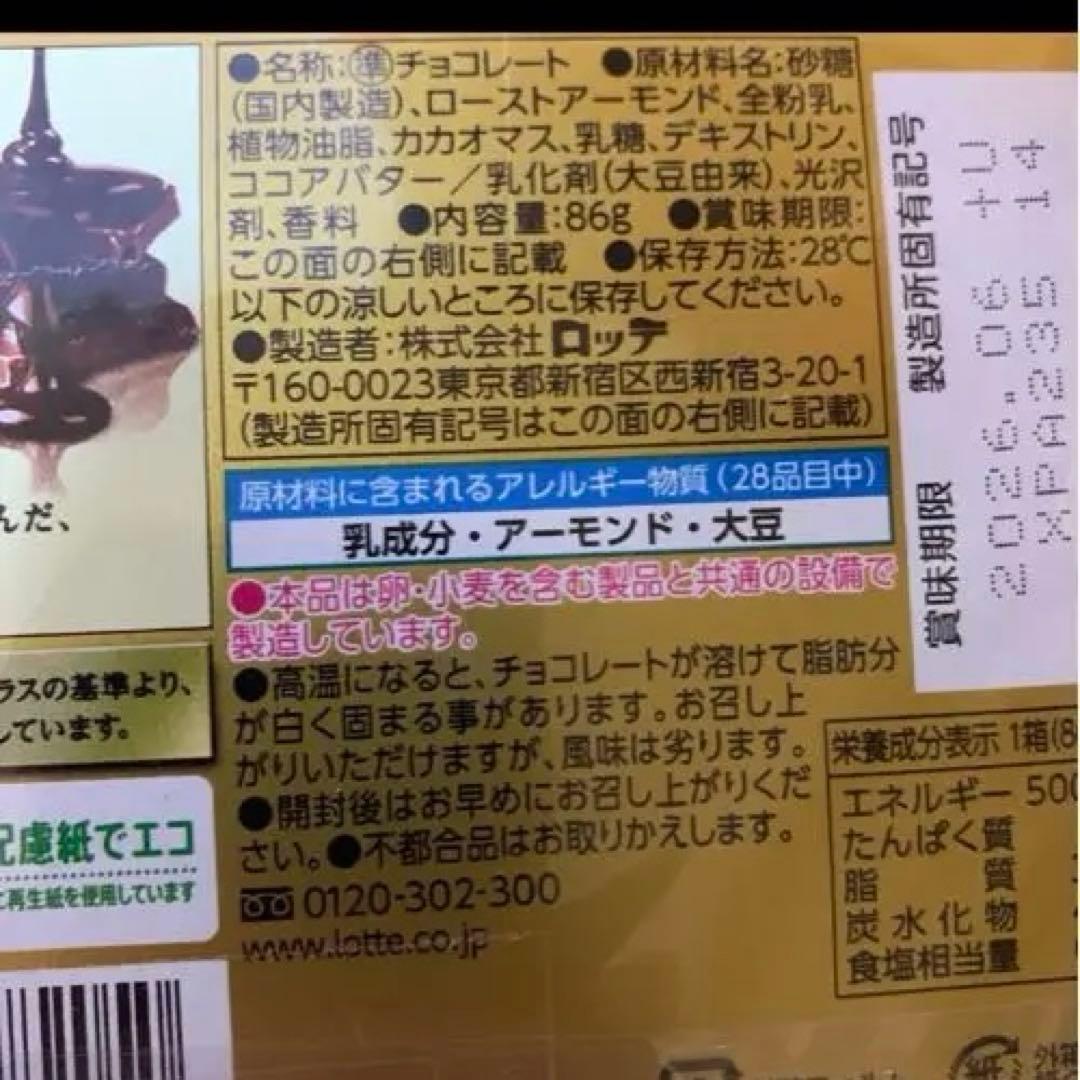 ●名称:準チョコレート ●原材料名:砂糖
(国内製造)、ローストアーモンド、全粉乳、
植物油脂、カカオマス、乳糖、デキストリン、
ココアバター/乳化剤(大豆由来)、光沢
剤、香料 ●内容量:86g ●賞味期限:
この面の右側に記載 ●保存方法:28℃
以下の涼しいところに保存してください。
●製造者:株式会社 ロッテ
〒160-0023東京都新宿区西新宿3-20-1
(製造所固有記号はこの面の右側に記載)
原材料に含まれるアレルギー物質(28品目中)
乳成分・アーモンド・大豆
●本品は卵・小麦を含む製品と共通の設備で
製造しています。
●高温になると、チョコレートが溶けて脂肪分
が白く固まる事があります。お召し上
がりいただけますが、風味は劣ります。
●開封後はお早めにお召し上がりくだ
さい。●不都合品はお取りかえします。
0120-302-300
www.lotte.co.jp
賞味期限 製造所固有記号
2026.06 +U
XPA235 14
栄養成分表示 1箱(8
エネルギー 500
たんぱく質
脂質
炭水化物
食塩相当量
んだ、
ラスの基準より、
しています。
配慮紙でエコ
に再生紙を使用しています
紙
外箱